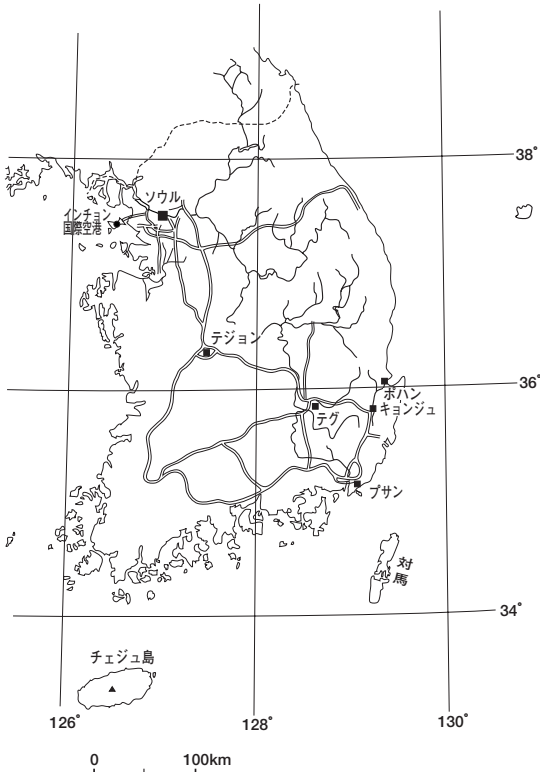 38°
ソウル
インチョン
国際空港
テジョン
36°
ポハン
キョンジュ
テグ
プサン
対
馬
34°
チェジュ島
126°
128°
130°
0
100km